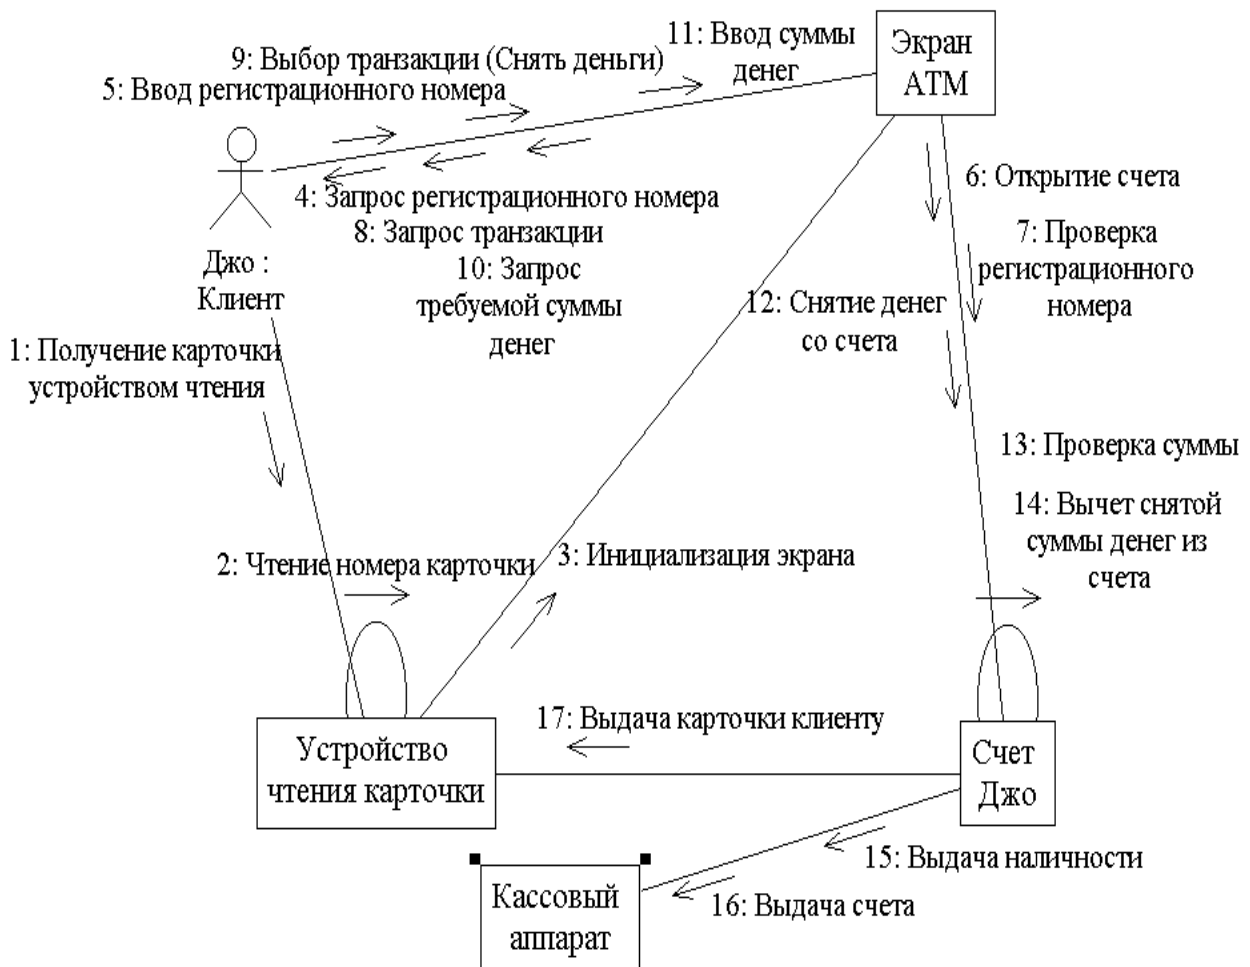 11: Ввод суммы
денег
Экран
АТМ
9: Выбор транзакции (Снять деньги)
5: Ввод регистрационного номера
4: Запрос регистрационного номера
8: Запрос транзакции
10: Запрос
требуемой суммы
денег
6: Открытие счета
7: Проверка
регистрационного
номера
Джо :
Клиент
12: Снятие денег
со счета
1: Получение карточки
устройством чтения
13: Проверка суммы
14: Вычет снятой
суммы денег из
счета
2: Чтение номера карточки
3: Инициализация экрана
17: Выдача карточки клиенту
Устройство
чтения карточки
Счет
Джо
15: Выдача наличности
16: Выдача счета
Кассовый
аппарат